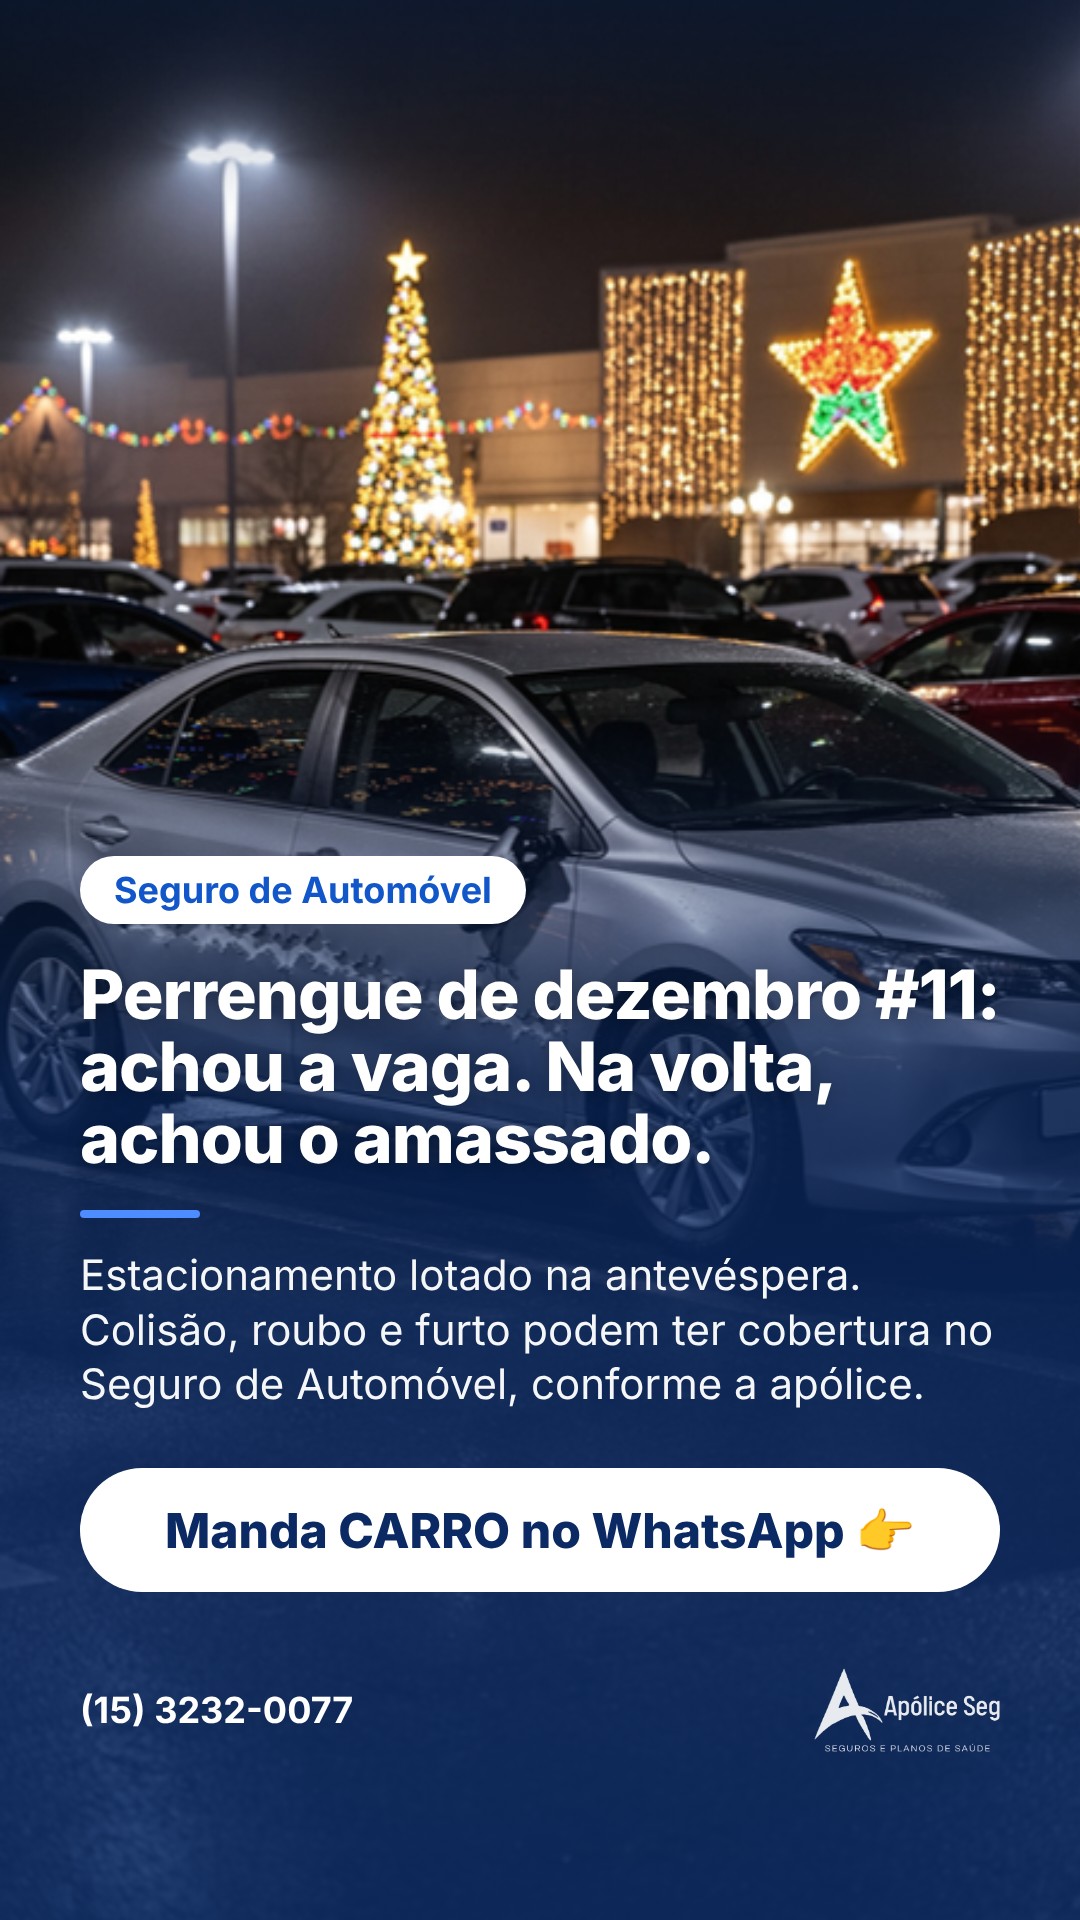 Seguro de Automóvel
Perrengue de dezembro #11:
achou a vaga. Na volta,
achou o amassado.
Estacionamento lotado na antevéspera.
Colisão, roubo e furto podem ter cobertura no
Seguro de Automóvel, conforme a apólice.
Manda CARRO no WhatsApp 👉
(15) 3232-0077
Apólice Seg
SEGUROS E PLANOS DE SAÚDE